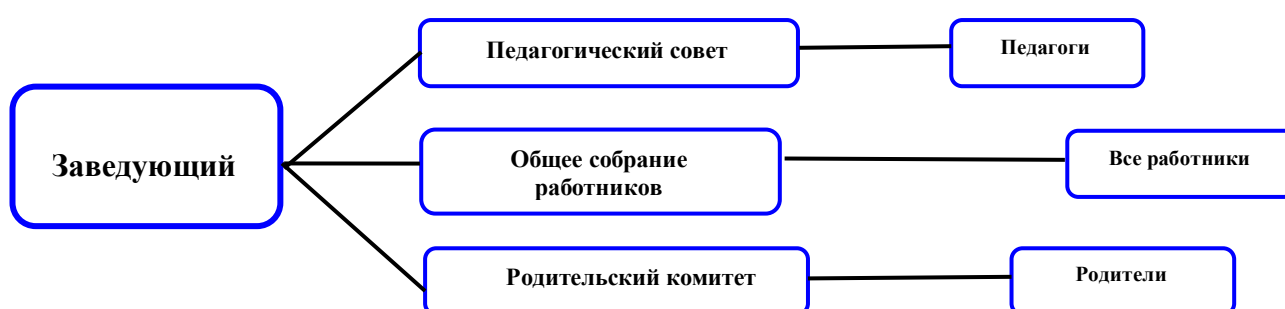 Педагогический совет
Педагоги
Заведующий
Общее собрание
работников
Все работники
Родительский комитет
Родители